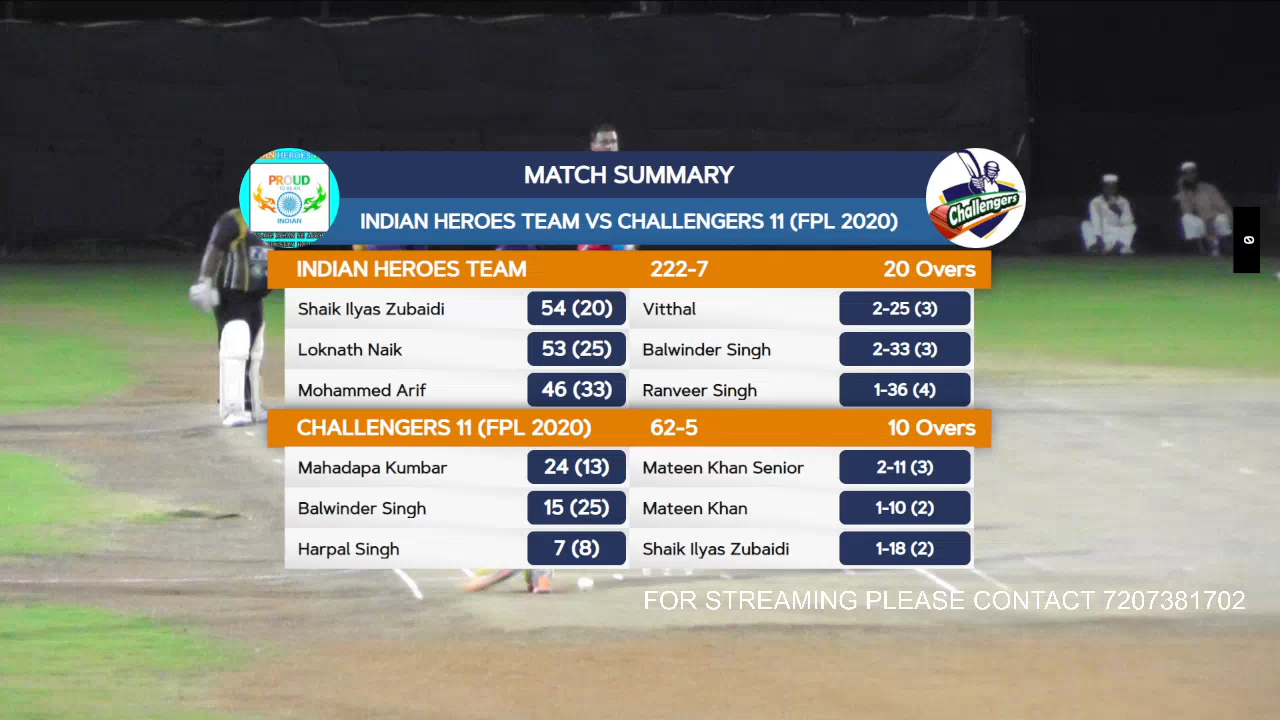 MATCH SUMMARY
INDIAN HEROES TEAM VS CHALLENGERS 11 (FPL 2020)
PROUD
TO BE AN
INDIAN
Challengers
INDIAN HEROES TEAM 222-7 20 Overs
Shaik Ilyas Zubaidi 54 (20) Vitthal 2-25 (3)
Loknath Naik 53 (25) Balwinder Singh 2-33 (3)
Mohammed Arif 46 (33) Ranveer Singh 1-36 (4)
CHALLENGERS 11 (FPL 2020) 62-5 10 Overs
Mahadapa Kumbar 24 (13) Mateen Khan Senior 2-11 (3)
Balwinder Singh 15 (25) Mateen Khan 1-10 (2)
Harpal Singh 7 (8) Shaik Ilyas Zubaidi 1-18 (2)
FOR STREAMING PLEASE CONTACT 7207381702
0